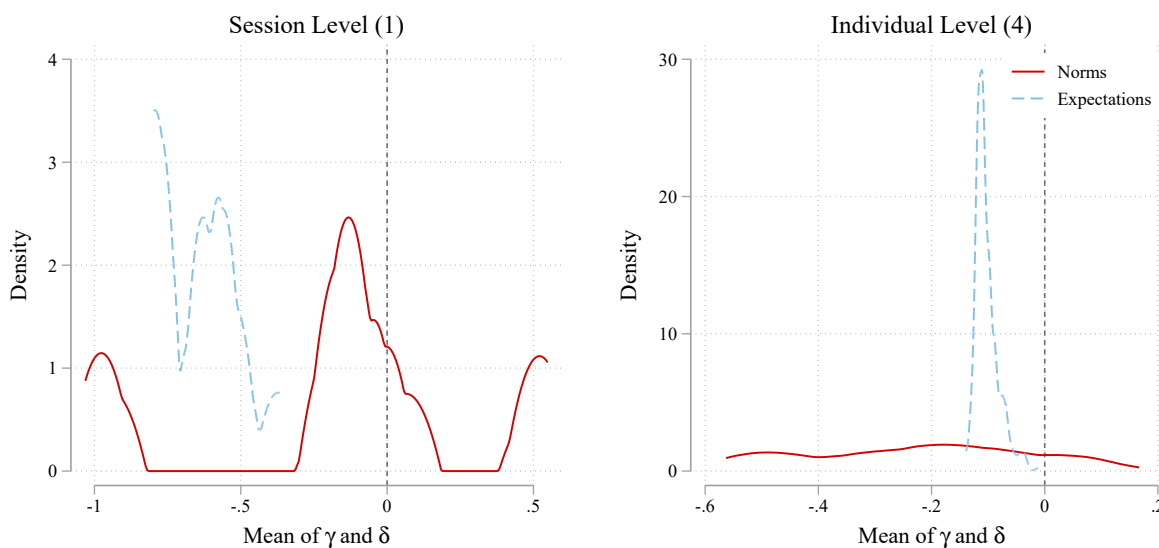 Session Level (1)
4
3
2
1
0
Density
-1
-.5
0
.5
Mean of γ and δ
Individual Level (4)
30
20
10
0
Density
-.6
-.4
-.2
0
.2
Mean of γ and δ
Norms
Expectations